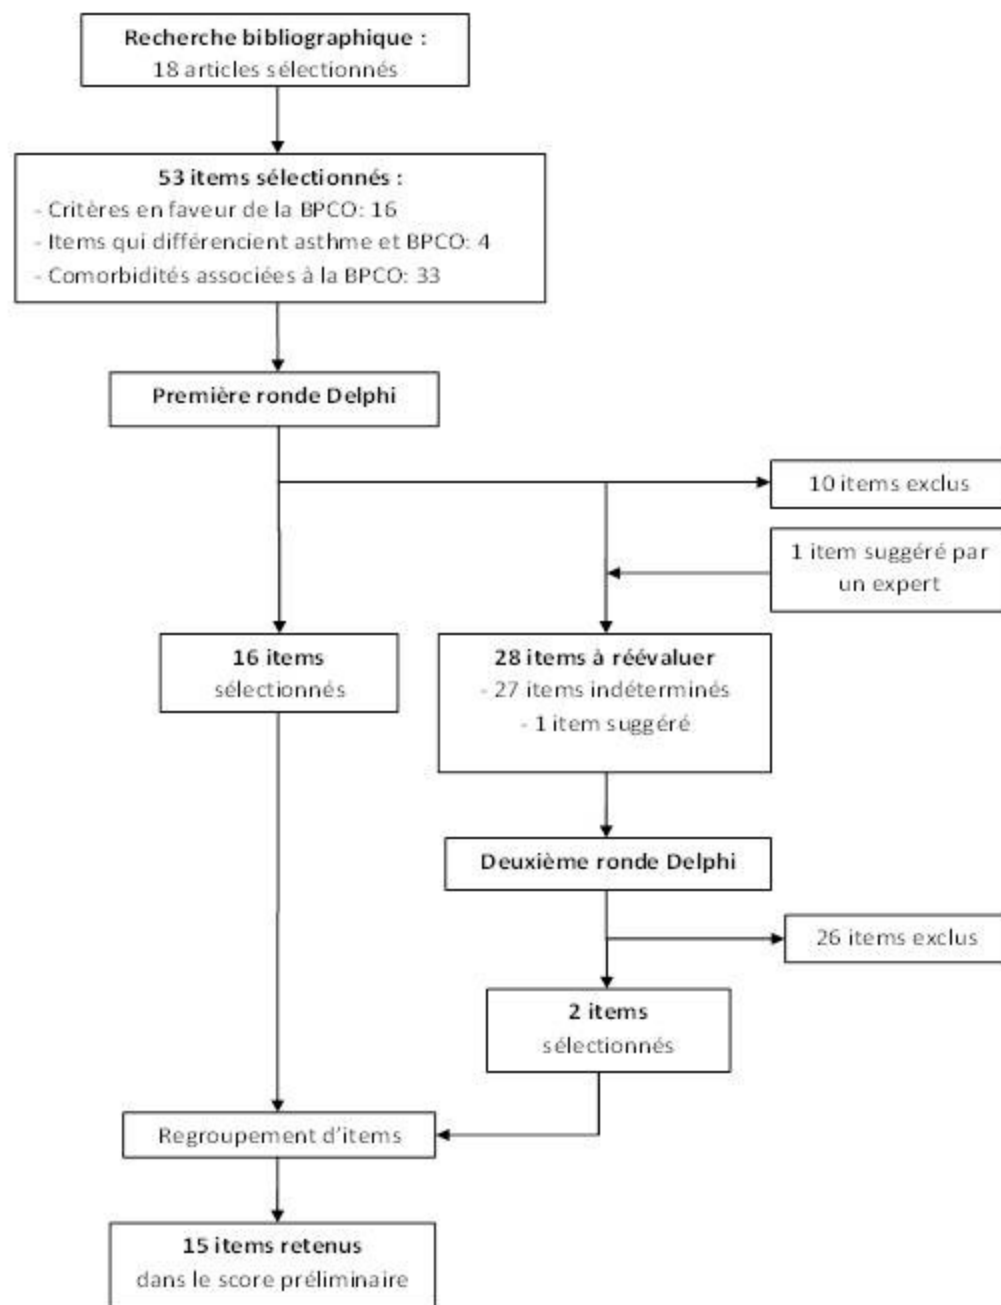 Recherche bibliographique :
18 articles sélectionnés
53 items sélectionnés :
- Critères en faveur de la BPCO: 16
- Items qui différencient asthme et BPCO: 4
- Comorbidités associées à la BPCO: 33
Première ronde Delphi
10 items exclus
1 item suggéré par
un expert
16 items
sélectionnés
28 items à réévaluer
- 27 items indéterminés
- 1 item suggéré
Deuxième ronde Delphi
26 items exclus
2 items
sélectionnés
Regroupement d'items
15 items retenus
dans le score préliminaire